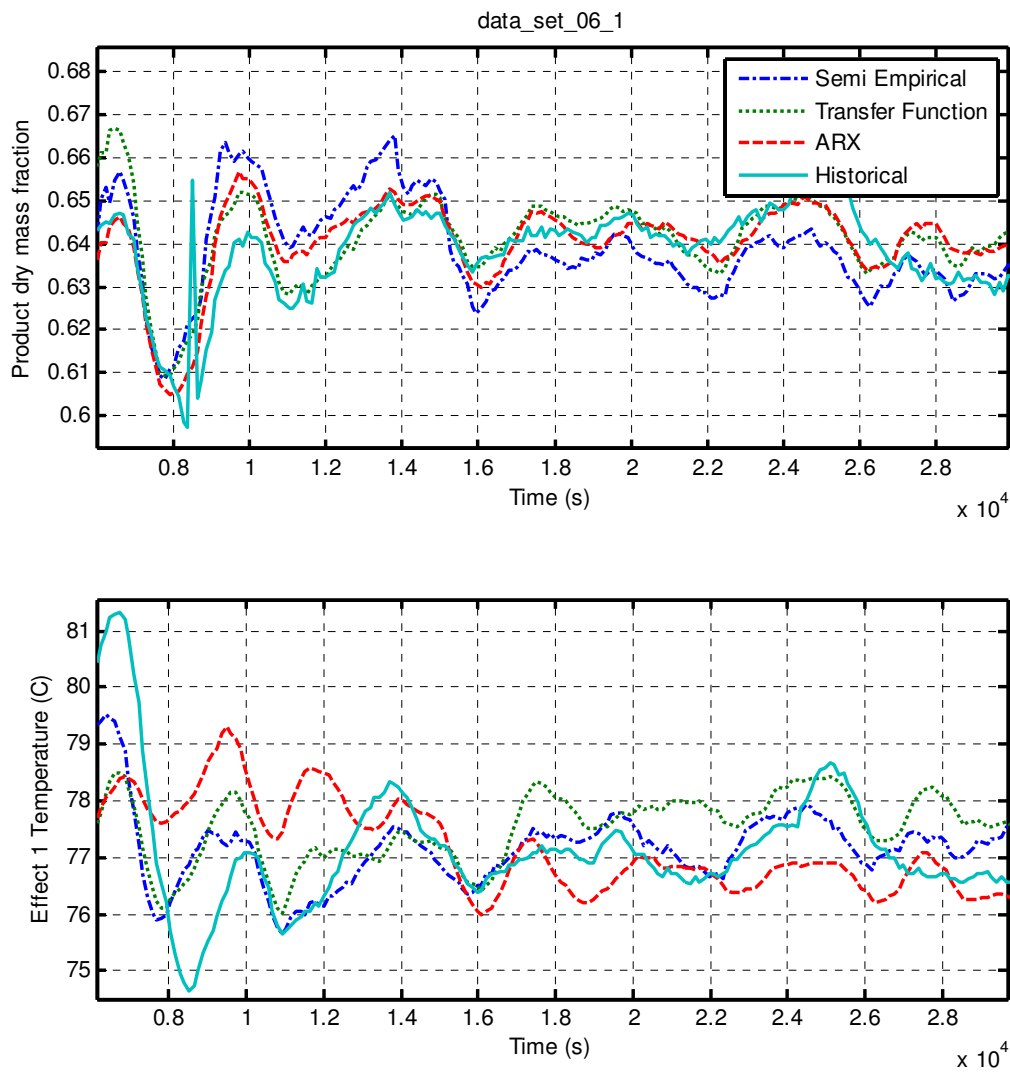 data_set_06_1
Product dry mass fraction
0.68
0.67
0.66
0.65
0.64
0.63
0.62
0.61
0.6
Semi Empirical
Transfer Function
ARX
Historical
0.8 1 1.2 1.4 1.6 1.8 2 2.2 2.4 2.6 2.8
Time (s)
x 10^4
Effect 1 Temperature (C)
81
80
79
78
77
76
75
0.8 1 1.2 1.4 1.6 1.8 2 2.2 2.4 2.6 2.8
Time (s)
x 10^4